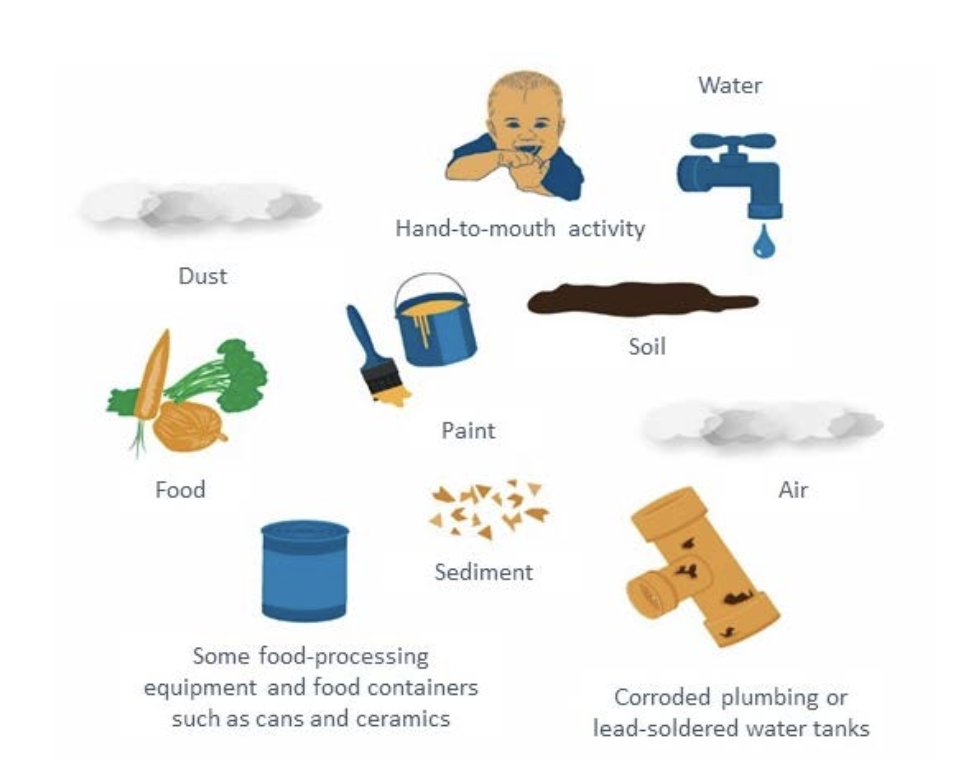 Water
Hand-to-mouth activity
Dust
Soil
Paint
Food
Air
Sediment
Some food-processing
equipment and food containers
such as cans and ceramics
Corroded plumbing or
lead-soldered water tanks